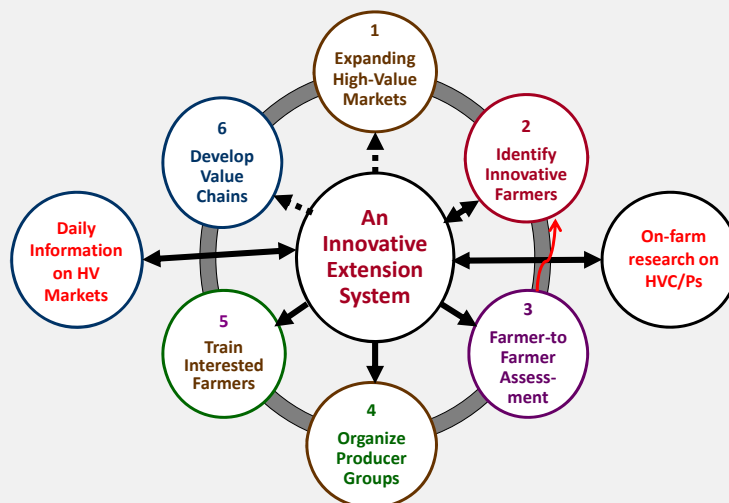 1
Expanding
High-Value
Markets
2
Identify
Innovative
Farmers
On-farm
research on
HVC/Ps
3
Farmer-to
Farmer
Assess-
ment
4
Organize
Producer
Groups
5
Train
Interested
Farmers
Daily
Information
on HV
Markets
6
Develop
Value
Chains
An
Innovative
Extension
System